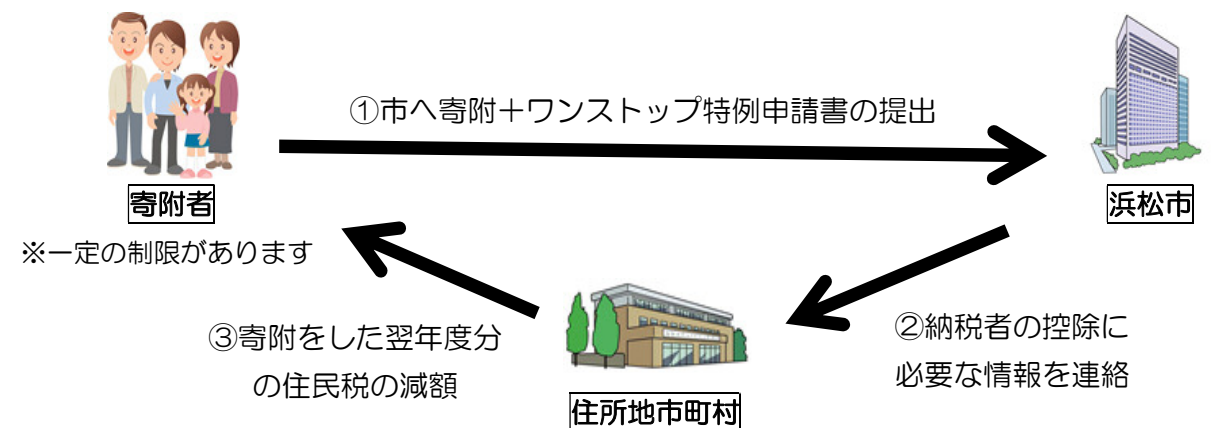 ①市へ寄附＋ワンストップ特例申請書の提出
寄附者
浜松市
※一定の制限があります
③寄附をした翌年度分
の住民税の減額
②納税者の控除に
必要な情報を連絡
住所地市町村